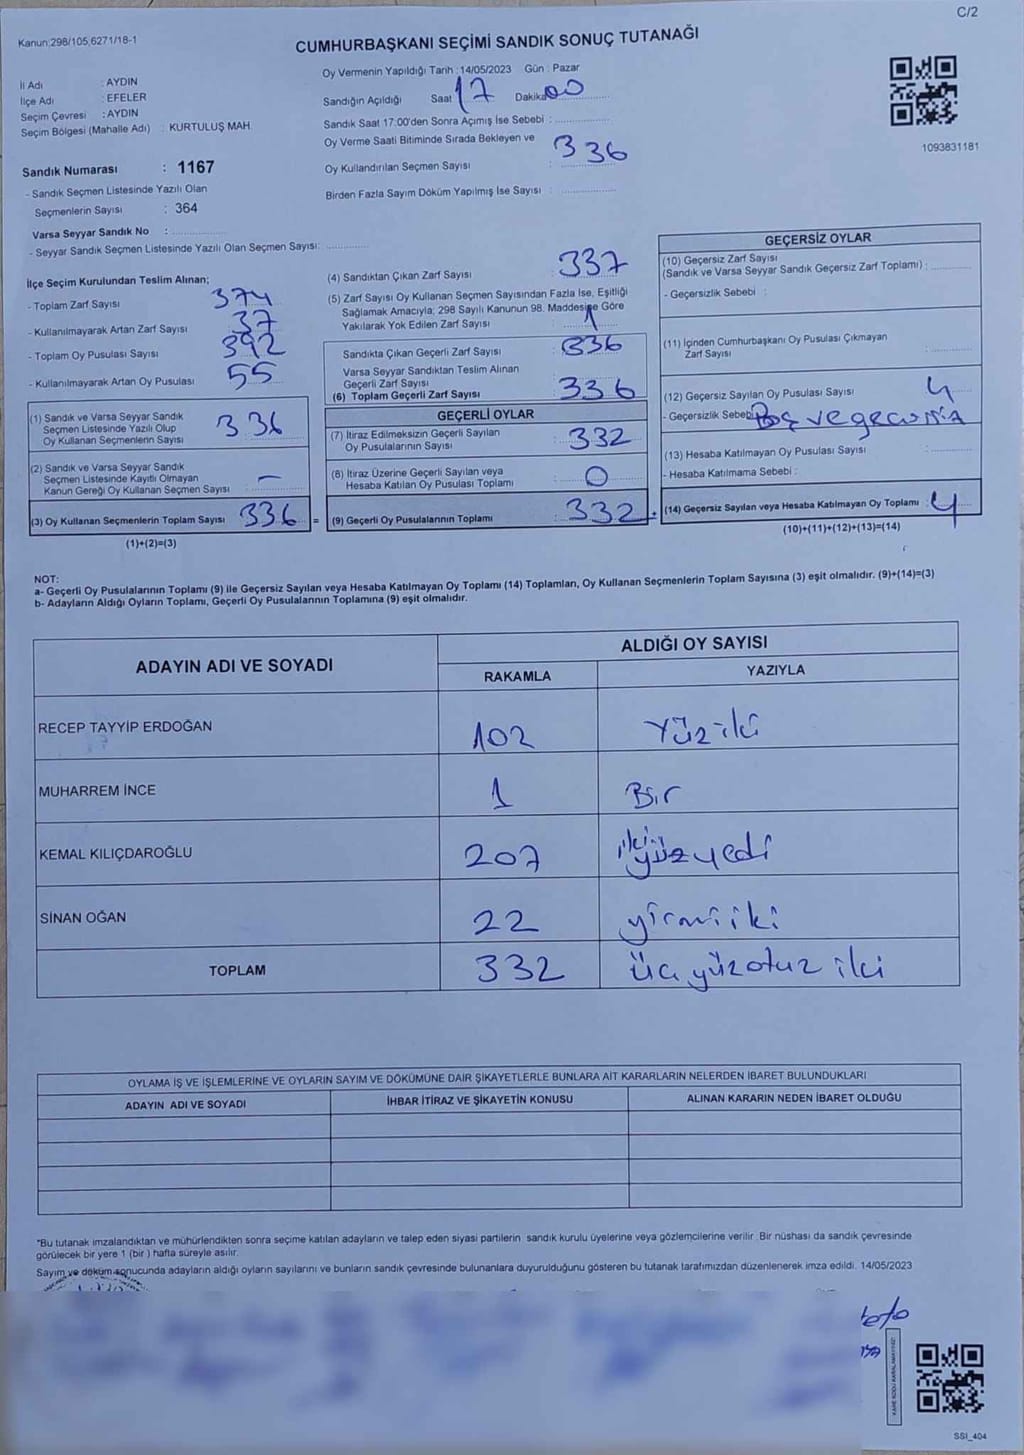 C/2
Kanun;298/105,6271/18-1
CUMHURBAŞKANI SEÇİMİ SANDIK SONUÇ TUTANAĞI
İl Adı : AYDIN
İlçe Adı : EFELER
Seçim Çevresi : AYDIN
Seçim Bölgesi (Mahalle Adı) : KURTULUŞ MAH.
Sandık Numarası : 1167
- Sandık Seçmen Listesinde Yazılı Olan
Seçmenlerin Sayısı : 364
Varsa Seyyar Sandık No :
- Seyyar Sandık Seçmen Listesinde Yazılı Olan Seçmen Sayısı:
Oy Vermenin Yapıldığı Tarih :14/05/2023 Gün : Pazar
Sandığın Açıldığı Saat 17 Dakika 00
Sandık Saat 17:00'den Sonra Açımış İse Sebebi :
Oy Verme Saati Bitiminde Sırada Bekleyen ve
Oy Kullandırılan Seçmen Sayısı : 336
Birden Fazla Sayım Döküm Yapılmış İse Sayısı :
1093831181
İlçe Seçim Kurulundan Teslim Alınan;
- Toplam Zarf Sayısı : 374
- Kullanılmayarak Artan Zarf Sayısı : 37
- Toplam Oy Pusulası Sayısı : 392
- Kullanılmayarak Artan Oy Pusulası : 55
(1) Sandık ve Varsa Seyyar Sandık
Seçmen Listesinde Yazılı Olup
Oy Kullanan Seçmenlerin Sayısı : 336
(2) Sandık ve Varsa Seyyar Sandık
Seçmen Listesinde Kayıtlı Olmayan
Kanun Gereği Oy Kullanan Seçmen Sayısı : -
(3) Oy Kullanan Seçmenlerin Toplam Sayısı : 336 =
(1)+(2)=(3)
(4) Sandıktan Çıkan Zarf Sayısı : 337
(5) Zarf Sayısı Oy Kullanan Seçmen Sayısından Fazla İse, Eşitliği
Sağlamak Amacıyla; 298 Sayılı Kanunun 98. Maddesine Göre
Yakılarak Yok Edilen Zarf Sayısı : 1
Sandıkta Çıkan Geçerli Zarf Sayısı : 336
Varsa Seyyar Sandıktan Teslim Alınan
Geçerli Zarf Sayısı :
(6) Toplam Geçerli Zarf Sayısı : 336
GEÇERLİ OYLAR
(7) İtiraz Edilmeksizin Geçerli Sayılan
Oy Pusulalarının Sayısı : 332
(8) İtiraz Üzerine Geçerli Sayılan veya
Hesaba Katılan Oy Pusulası Toplamı : 0
(9) Geçerli Oy Pusulalarının Toplamı : 332 +
GEÇERSİZ OYLAR
(10) Geçersiz Zarf Sayısı
(Sandık ve Varsa Seyyar Sandık Geçersiz Zarf Toplamı) :
- Geçersizlik Sebebi :
(11) İçinden Cumhurbaşkanı Oy Pusulası Çıkmayan
Zarf Sayısı :
(12) Geçersiz Sayılan Oy Pusulası Sayısı : 4
- Geçersizlik Sebebi Boş ve
(13) Hesaba Katılmayan Oy Pusulası Sayısı :
- Hesaba Katılmama Sebebi :
(14) Geçersiz Sayılan veya Hesaba Katılmayan Oy Toplamı : 4
(10)+(11)+(12)+(13)=(14)
NOT:
a- Geçerli Oy Pusulalarının Toplamı (9) ile Geçersiz Sayılan veya Hesaba Katılmayan Oy Toplamı (14) Toplamları, Oy Kullanan Seçmenlerin Toplam Sayısına (3) eşit olmalıdır. (9)+(14)=(3)
b- Adayların Aldığı Oyların Toplamı, Geçerli Oy Pusulalarının Toplamına (9) eşit olmalıdır.
ADAYIN ADI VE SOYADI ALDIĞI OY SAYISI
RAKAMLA YAZIYLA
RECEP TAYYİP ERDOĞAN 102 Yüz iki
MUHARREM İNCE 1 Bir
KEMAL KILIÇDAROĞLU 207 iki yüz yedi
SİNAN OĞAN 22 yirmi iki
TOPLAM 332 üç yüz otuz iki
OYLAMA İŞ VE İŞLEMLERİNE VE OYLARIN SAYIM VE DÖKÜMÜNE DAİR ŞİKAYETLERLE BUNLARA AİT KARARLARIN NELERDEN İBARET BULUNDUKLARI
ADAYIN ADI VE SOYADI İHBAR İTİRAZ VE ŞİKAYETİN KONUSU ALINAN KARARIN NEDEN İBARET OLDUĞU
"Bu tutanak imzalandıktan ve mühürlendikten sonra seçime katılan adayların ve talep eden siyasi partilerin sandık kurulu üyelerine veya gözlemcilerine verilir. Bir nüshası da sandık çevresinde
görülecek bir yere 1 (bir ) hafta süreyle asılır.
Sayım ve döküm sonucunda adayların aldığı oyların sayılarını ve bunların sandık çevresinde bulunanlara duyurulduğunu gösteren bu tutanak tarafımızdan düzenlenerek imza edildi. 14/05/2023
SSI_404